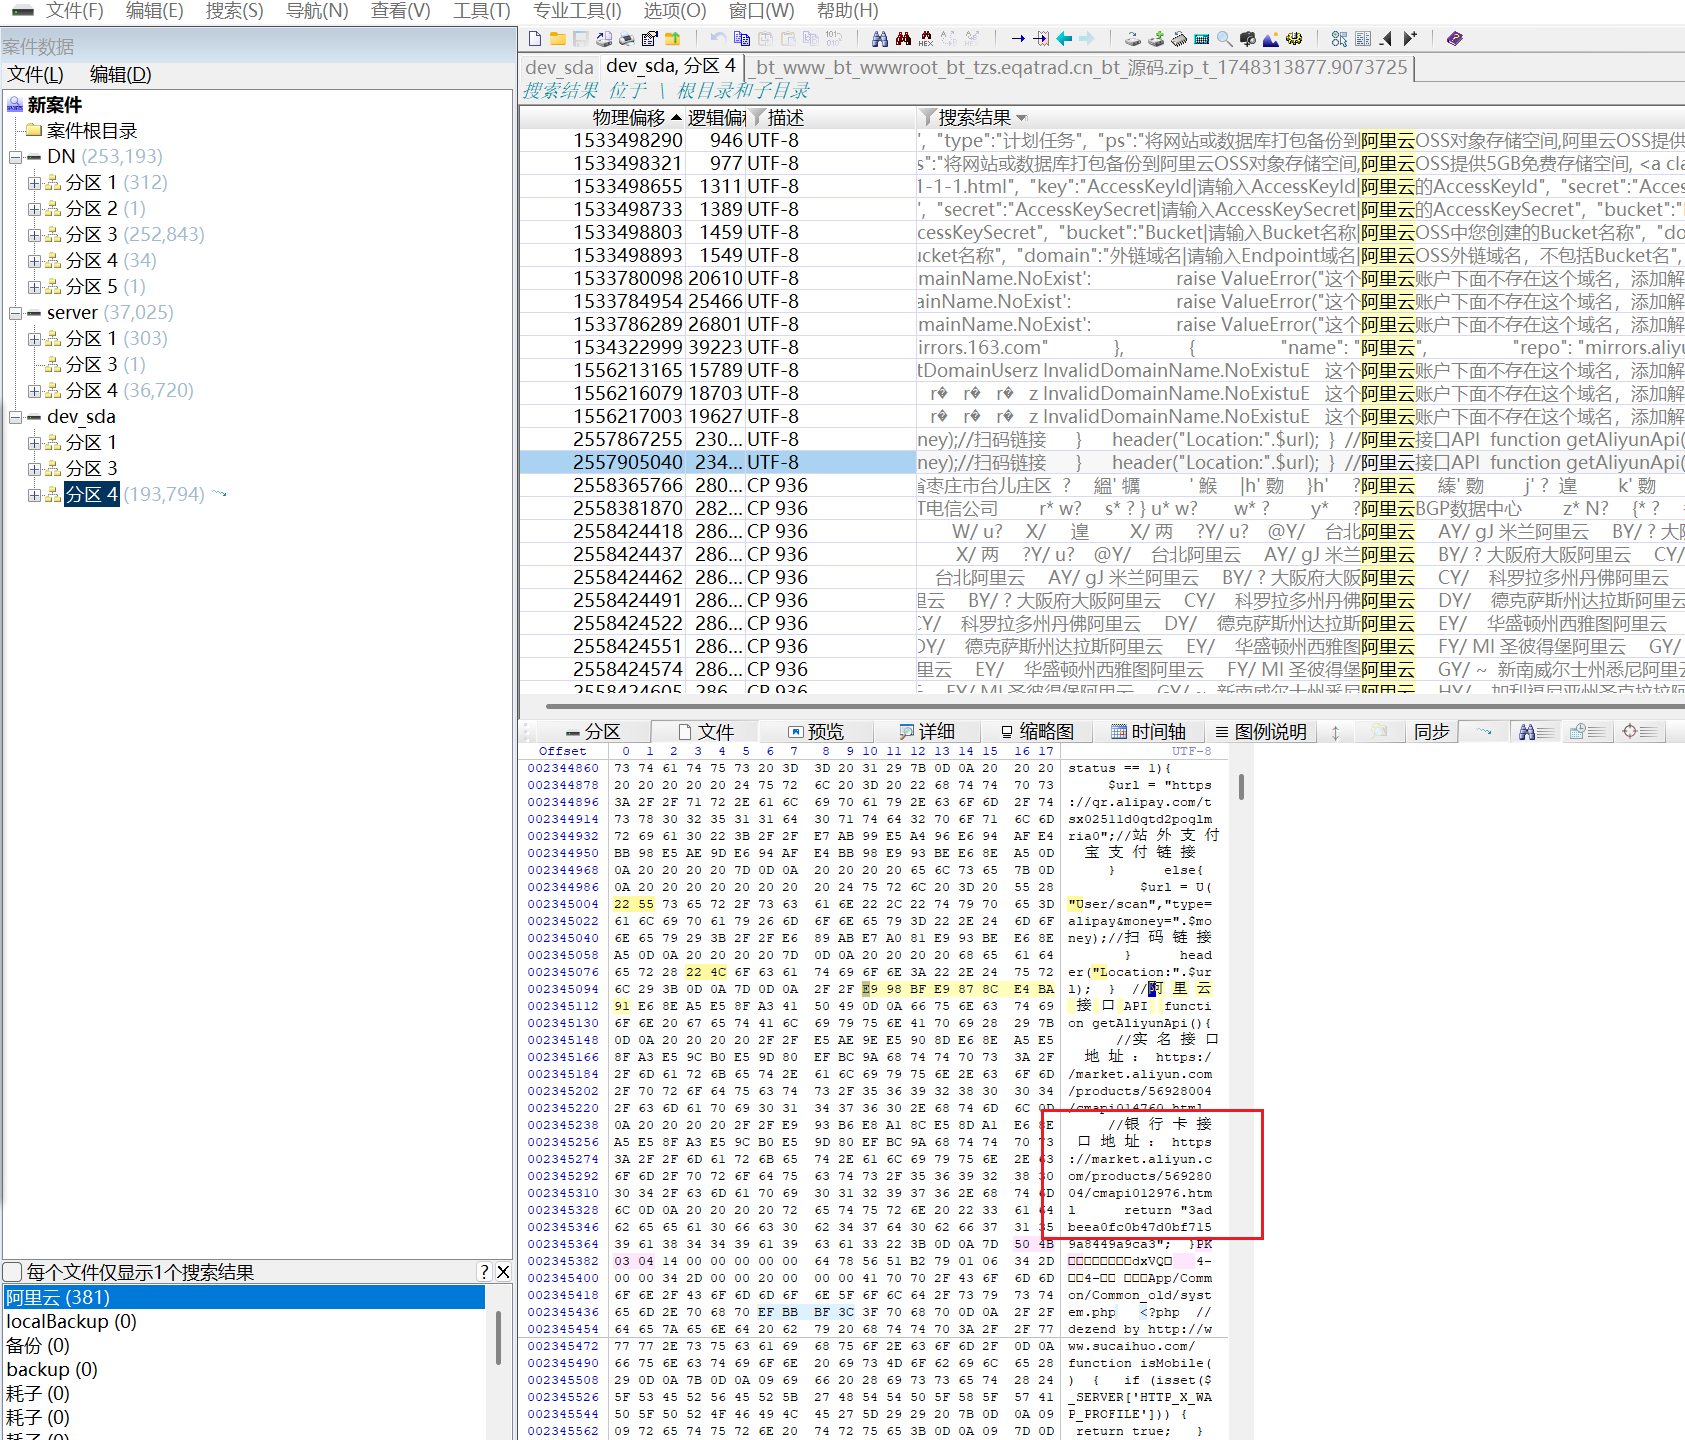 文件(F) 编辑(E) 搜索(S) 导航(N) 查看(V) 工具(T) 专业工具(I) 选项(O) 窗口(W) 帮助(H)
案件数据
文件(L) 编辑(D)
新案件
案件根目录
DN (253,193)
分区 1 (312)
分区 2 (1)
分区 3 (252,843)
分区 4 (34)
分区 5 (1)
server (37,025)
分区 1 (303)
分区 3 (1)
分区 4 (36,720)
dev_sda
分区 1
分区 3
分区 4 (193,794)
每个文件仅显示1个搜索结果 ? X
阿里云 (381)
localBackup (0)
备份 (0)
backup (0)
耗子 (0)
耗子 (0)
dev_sda dev_sda, 分区 4 _bt_www_bt_wwwroot_bt_tzs.eqatrad.cn_bt_源码.zip_t_1748313877.9073725
搜索结果 位于 \ 根目录和子目录
物理偏移 逻辑偏移 描述 搜索结果
1533498290 946 UTF-8 ', "type":"计划任务", "ps":"将网站或数据库打包备份到阿里云OSS对象存储空间,阿里云OSS提供
1533498321 977 UTF-8 s":"将网站或数据库打包备份到阿里云OSS对象存储空间,阿里云OSS提供5GB免费存储空间, <a cla
1533498655 1311 UTF-8 1-1-1.html", "key":"AccessKeyId|请输入AccessKeyId|阿里云的AccessKeyId", "secret":"Acces
1533498733 1389 UTF-8 ', "secret":"AccessKeySecret|请输入AccessKeySecret|阿里云的AccessKeySecret", "bucket":"
1533498803 1459 UTF-8 ccessKeySecret", "bucket":"Bucket|请输入Bucket名称|阿里云OSS中您创建的Bucket名称", "do
1533498893 1549 UTF-8 ucket名称", "domain":"外链域名|请输入Endpoint域名|阿里云OSS外链域名，不包括Bucket名",
1533780098 20610 UTF-8 mainName.NoExist': raise ValueError("这个阿里云账户下面不存在这个域名，添加解
1533784954 25466 UTF-8 ainName.NoExist': raise ValueError("这个阿里云账户下面不存在这个域名，添加解
1533786289 26801 UTF-8 mainName.NoExist': raise ValueError("这个阿里云账户下面不存在这个域名，添加解
1534322999 39223 UTF-8 irrors.163.com" }, { "name": "阿里云", "repo": "mirrors.aliyu
1556213165 15789 UTF-8 tDomainUserz InvalidDomainName.NoExistuE 这个阿里云账户下面不存在这个域名，添加解
1556216079 18703 UTF-8 r� r� r� z InvalidDomainName.NoExistuE 这个阿里云账户下面不存在这个域名，添加解
1556217003 19627 UTF-8 r� r� r� z InvalidDomainName.NoExistuE 这个阿里云账户下面不存在这个域名，添加解
2557867255 230... UTF-8 ney);//扫码链接 } header("Location:".$url); } //阿里云接口API function getAliyunApi(
2557905040 234... UTF-8 ney);//扫码链接 } header("Location:".$url); } //阿里云接口API function getAliyunApi(
2558365766 280... CP 936 省枣庄市台儿庄区 ? 阿里云
2558381870 282... CP 936 T电信公司 r* w? s* ? } u* w? w* ? y* ?阿里云BGP数据中心 z* N? {* ?
2558424418 286... CP 936 W/ u? X/ 遑 X/ 两 ?Y/ u? @Y/ 台北阿里云 AY/ gJ 米兰阿里云 BY/ ? 大阪府大
2558424437 286... CP 936 X/ 两 ?Y/ u? @Y/ 台北阿里云 AY/ gJ 米兰阿里云 BY/ ? 大阪府大阪阿里云 CY/
2558424462 286... CP 936 台北阿里云 AY/ gJ 米兰阿里云 BY/ ? 大阪府大阪阿里云 CY/ 科罗拉多州丹佛阿里云
2558424491 286... CP 936 里云 BY/ ? 大阪府大阪阿里云 CY/ 科罗拉多州丹佛阿里云 DY/ 德克萨斯州达拉斯阿里云
2558424522 286... CP 936 CY/ 科罗拉多州丹佛阿里云 DY/ 德克萨斯州达拉斯阿里云 EY/ 华盛顿州西雅图阿里云
2558424551 286... CP 936 DY/ 德克萨斯州达拉斯阿里云 EY/ 华盛顿州西雅图阿里云 FY/ MI 圣彼得堡阿里云 GY/
2558424574 286... CP 936 里云 EY/ 华盛顿州西雅图阿里云 FY/ MI 圣彼得堡阿里云 GY/ ~ 新南威尔士州悉尼阿里云
2558424605 286... CP 936 FY/ MI 圣彼得堡阿里云 GY/ ~ 新南威尔士州悉尼阿里云 HY/
分区 文件 预览 详细 缩略图 时间轴 图例说明 同步
Offset 0 1 2 3 4 5 6 7 8 9 10 11 12 13 14 15 16 17 UTF-8
002344860 73 74 61 74 75 73 20 3D 3D 20 31 29 7B 0D 0A 20 20 20 status == 1){
002344878 20 20 20 20 20 24 75 72 6C 20 3D 20 22 68 74 74 70 73 $url = "https
002344896 3A 2F 2F 71 72 2E 61 6C 69 70 61 79 2E 63 6F 6D 2F 74 ://qr.alipay.com/t
002344914 73 78 30 32 35 31 31 64 30 71 74 64 32 70 6F 71 6C 6D sx02511d0qtd2poqlm
002344932 72 69 61 30 22 3B 2F 2F E7 AB 99 E5 A4 96 E6 94 AF E4 ria0";//站外支付
002344950 BB 98 E5 AE 9D E6 94 AF E4 BB 98 E9 93 BE E6 8E A5 0D 宝支付链接
002344968 0A 20 20 20 20 7D 0D 0A 20 20 20 20 65 6C 73 65 7B 0D } else{
002344986 0A 20 20 20 20 20 20 20 20 24 75 72 6C 20 3D 20 55 28 $url = U(
002345004 22 55 73 65 72 2F 73 63 61 6E 22 2C 22 74 79 70 65 3D "User/scan","type=
002345022 61 6C 69 70 61 79 26 6D 6F 6E 65 79 3D 22 2E 24 6D 6F alipay&money=".$mo
002345040 6E 65 79 29 3B 2F 2F E6 89 AB E7 A0 81 E9 93 BE E6 8E ney);//扫码链接
002345058 A5 0D 0A 20 20 20 20 7D 0D 0A 20 20 20 20 68 65 61 64 } head
002345076 65 72 28 22 4C 6F 63 61 74 69 6F 6E 3A 22 2E 24 75 72 er("Location:".$ur
002345094 6C 29 3B 0D 0A 7D 0D 0A 2F 2F E9 98 BF E9 87 8C E4 BA l); } //阿里云
002345112 91 E6 8E A5 E5 8F A3 41 50 49 0D 0A 66 75 6E 63 74 69 接口API functi
002345130 6F 6E 20 67 65 74 41 6C 69 79 75 6E 41 70 69 28 29 7B on getAliyunApi(){
002345148 0D 0A 20 20 20 20 2F 2F E5 AE 9E E5 90 8D E6 8E A5 E5 //实名接口
002345166 8F A3 E5 9C B0 E5 9D 80 EF BC 9A 68 74 74 70 73 3A 2F 地址：https:/
002345184 2F 6D 61 72 6B 65 74 2E 61 6C 69 79 75 6E 2E 63 6F 6D /market.aliyun.com
002345202 2F 70 72 6F 64 75 63 74 73 2F 35 36 39 32 38 30 30 34 /products/56928004
002345220 2F 63 6D 61 70 69 30 31 34 37 36 30 2E 68 74 6D 6C 0D /cmapi014760.html
002345238 0A 20 20 20 20 2F 2F E9 93 B6 E8 A1 8C E5 8D A1 E6 8E //银行卡接
002345256 A5 E5 8F A3 E5 9C B0 E5 9D 80 EF BC 9A 68 74 74 70 73 口地址：https
002345274 3A 2F 2F 6D 61 72 6B 65 74 2E 61 6C 69 79 75 6E 2E 63 ://market.aliyun.c
002345292 6F 6D 2F 70 72 6F 64 75 63 74 73 2F 35 36 39 32 38 30 om/products/569280
002345310 30 34 2F 63 6D 61 70 69 30 31 32 39 37 36 2E 68 74 6D 04/cmapi012976.htm
002345328 6C 0D 0A 20 20 20 20 72 65 74 75 72 6E 20 22 33 61 64 l return "3ad
002345346 62 65 65 61 30 66 63 30 62 34 37 64 30 62 66 37 31 35 beea0fc0b47d0bf715
002345364 39 61 38 34 34 39 61 39 63 61 33 22 3B 0D 0A 7D 50 4B 9a8449a9ca3"; }PK
002345382 03 04 14 00 00 00 00 00 64 78 56 51 B2 79 01 06 34 2D dxVQ 4-
002345400 00 00 34 2D 00 00 20 00 00 00 41 70 70 2F 43 6F 6D 6D 4- App/Comm
002345418 6F 6E 2F 43 6F 6D 6D 6F 6E 5F 6F 6C 64 2F 73 79 73 74 on/Common_old/syst
002345436 65 6D 2E 70 68 70 EF BB BF 3C 3F 70 68 70 0D 0A 2F 2F em.php <?php //
002345454 64 65 7A 65 6E 64 20 62 79 20 68 74 74 70 3A 2F 2F 77 dezend by http://w
002345472 77 77 2E 73 75 63 61 69 68 75 6F 2E 63 6F 6D 2F 0D 0A ww.sucaihuo.com/
002345490 66 75 6E 63 74 69 6F 6E 20 69 73 4D 6F 62 69 6C 65 28 function isMobile(
002345508 29 0D 0A 7B 0D 0A 09 69 66 20 28 69 73 73 65 74 28 24 ) { if (isset($
002345526 5F 53 45 52 56 45 52 5B 27 48 54 54 50 5F 58 5F 57 41 _SERVER['HTTP_X_WA
002345544 50 5F 50 52 4F 46 49 4C 45 27 5D 29 29 20 7B 0D 0A 09 P_PROFILE'])) {
002345562 09 72 65 74 75 72 6E 20 74 72 75 65 3B 0D 0A 09 7D 0D return true; }